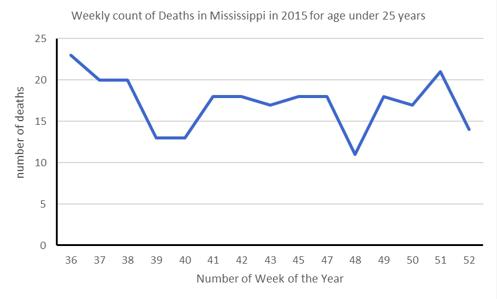 Weekly count of Deaths in Mississippi in 2015 for age under 25 years
25
20
15
10
5
0
number of deaths
36 37 38 39 40 41 42 43 45 47 48 49 50 51 52
Number of Week of the Year